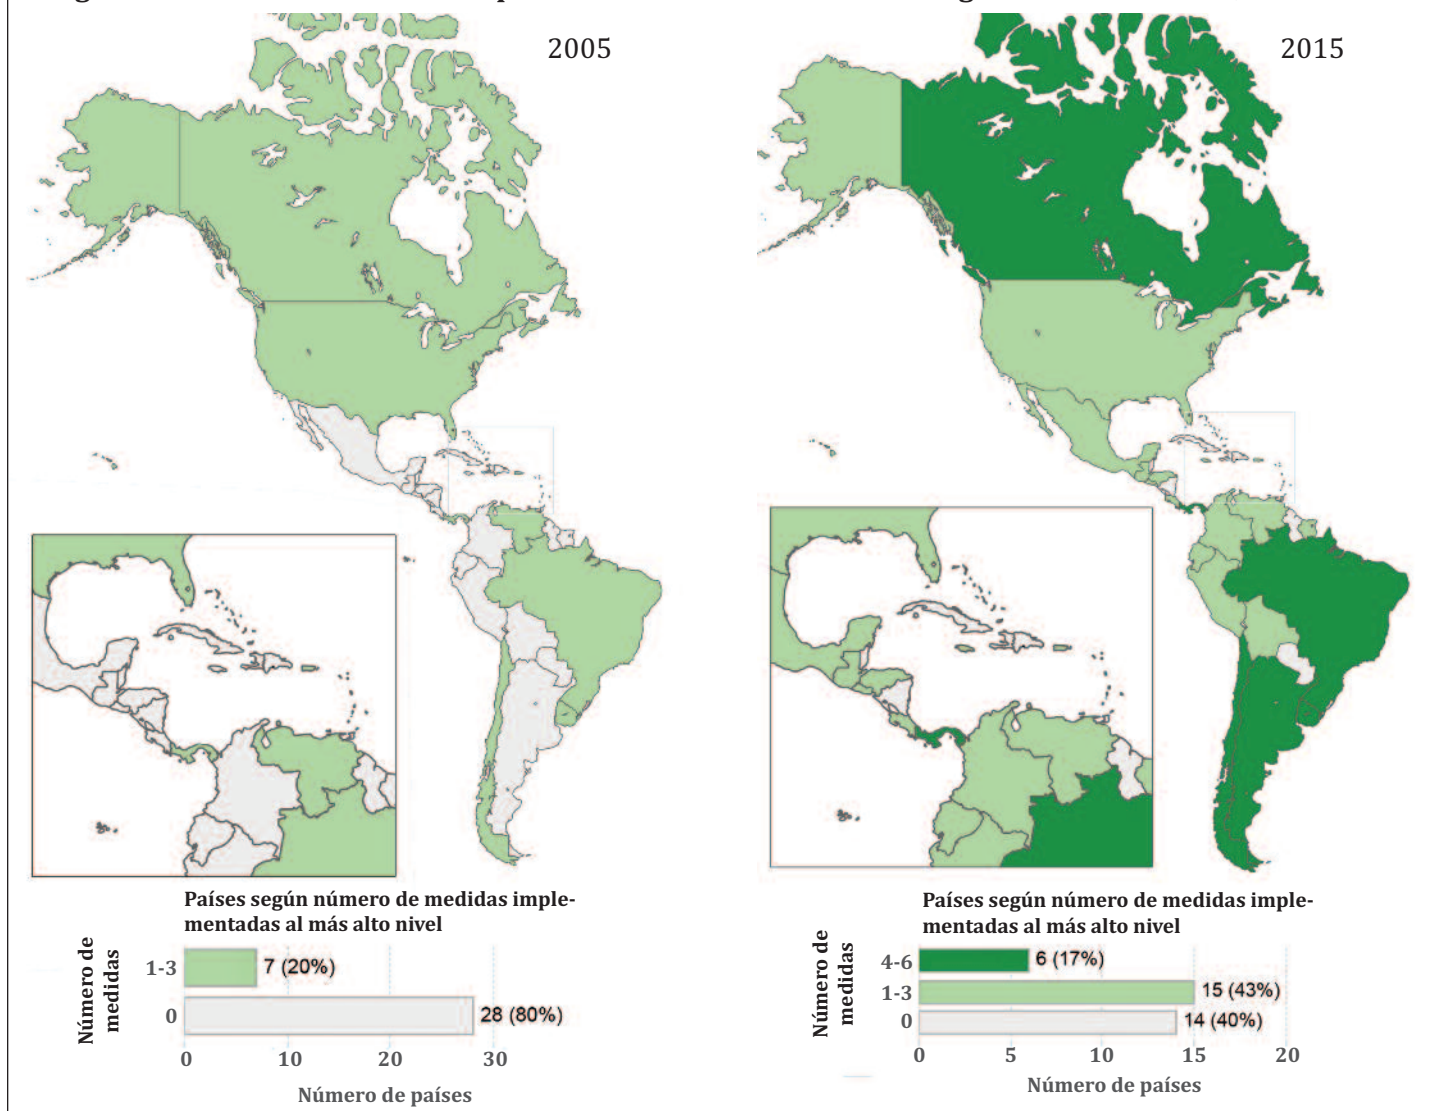 2005
2015
Países según número de medidas imple-
mentadas al más alto nivel
Número de
medidas
1-3
7 (20%)
0
28 (80%)
0
10
20
30
Número de países
Países según número de medidas imple-
mentadas al más alto nivel
Número de
medidas
4-6
6 (17%)
1-3
15 (43%)
0
14 (40%)
0
5
10
15
20
Número de países